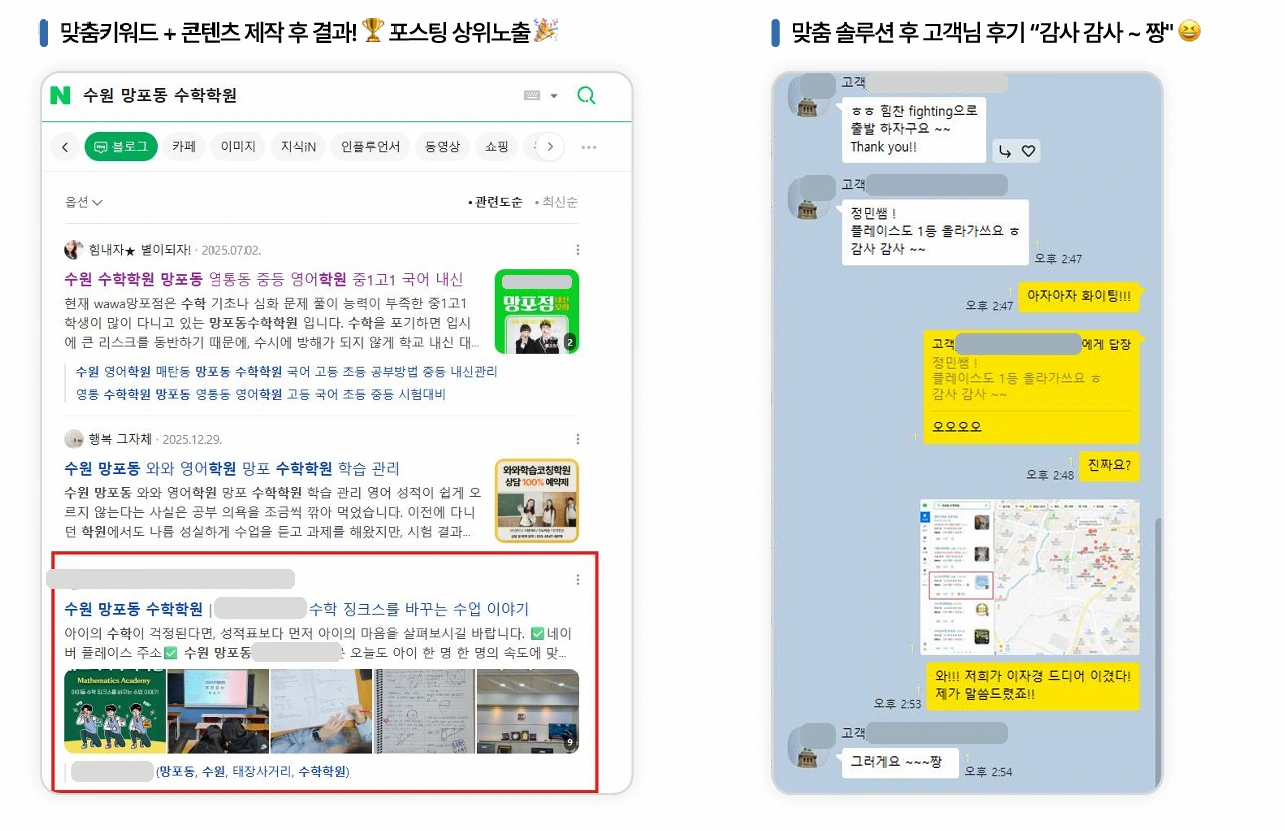 맞춤키워드 + 콘텐츠 제작 후 결과!🏆 포스팅 상위노출🎉
N 수원 망포동 수학학원
블로그 카페 이미지 지식iN 인플루언서 동영상 쇼핑
옵션
• 관련도순 • 최신순
힘내자★ 별이되자! · 2025.07.02.
수원 수학학원 망포동 영통동 중등 영어학원 중1고1 국어 내신
현재 wawa망포점은 수학 기초나 심화 문제 풀이 능력이 부족한 중1고1
학생이 많이 다니고 있는 망포동수학학원 입니다. 수학을 포기하면 입시
에 큰 리스크를 동반하기 때문에, 수시에 방해가 되지 않게 학교 내신 대...
망포점
2
수원 영어학원 매탄동 망포동 수학학원 국어 고등 초등 공부방법 중등 내신관리
영통 수학학원 망포동 영통동 영어학원 고등 국어 초등 중등 시험대비
행복 그자체 · 2025.12.29.
수원 망포동 와와 영어학원 망포 수학학원 학습 관리
수원 망포동 와와 영어학원 망포 수학학원 학습 관리 영어 성적이 쉽게 오
르지 않는다는 사실은 공부 의욕을 조금씩 깎아 먹었습니다. 이전에 다니
던 학원에서도 나름 성실하게 수업을 듣고 과제를 해왔지만, 시험 결과...
와와학습코칭학원
상담 100% 예약제
수원 망포동 수학학원 | 수학 징크스를 바꾸는 수업 이야기
아이의 수학이 걱정된다면, 성적표보다 먼저 아이의 마음을 살펴보시길 바랍니다. ✅네이
버 플레이스 주소✅ 수원 망포동 오늘도 아이 한 명 한 명의 속도에 맞...
Mathematics Academy
아이들 수학 징크스를 바꾸는 수업 이야기
9
(망포동, 수원, 태장사거리, 수학학원)
맞춤 솔루션 후 고객님 후기 “감사 감사 ~ 짱"😆
고객
ㅎㅎ 힘찬 fighting으로
출발 하자구요 ~~
Thank you!!
고객
정민쌤 !
플레이스도 1등 올라가쓰요 ㅎ
감사 감사 ~~
1
오후 2:47
1
오후 2:47
아자아자 화이팅!!!
고객 에게 답장
정민쌤 !
플레이스도 1등 올라가쓰요 ㅎ
감사 감사 ~~
오오오오
1
1
오후 2:48
진짜요?
1
와!!! 저희가 이자경 드디어 이겼다!
제가 말씀드렸죠!!
1
오후 2:53
고객
그러게요 ~~~짱
오후 2:54